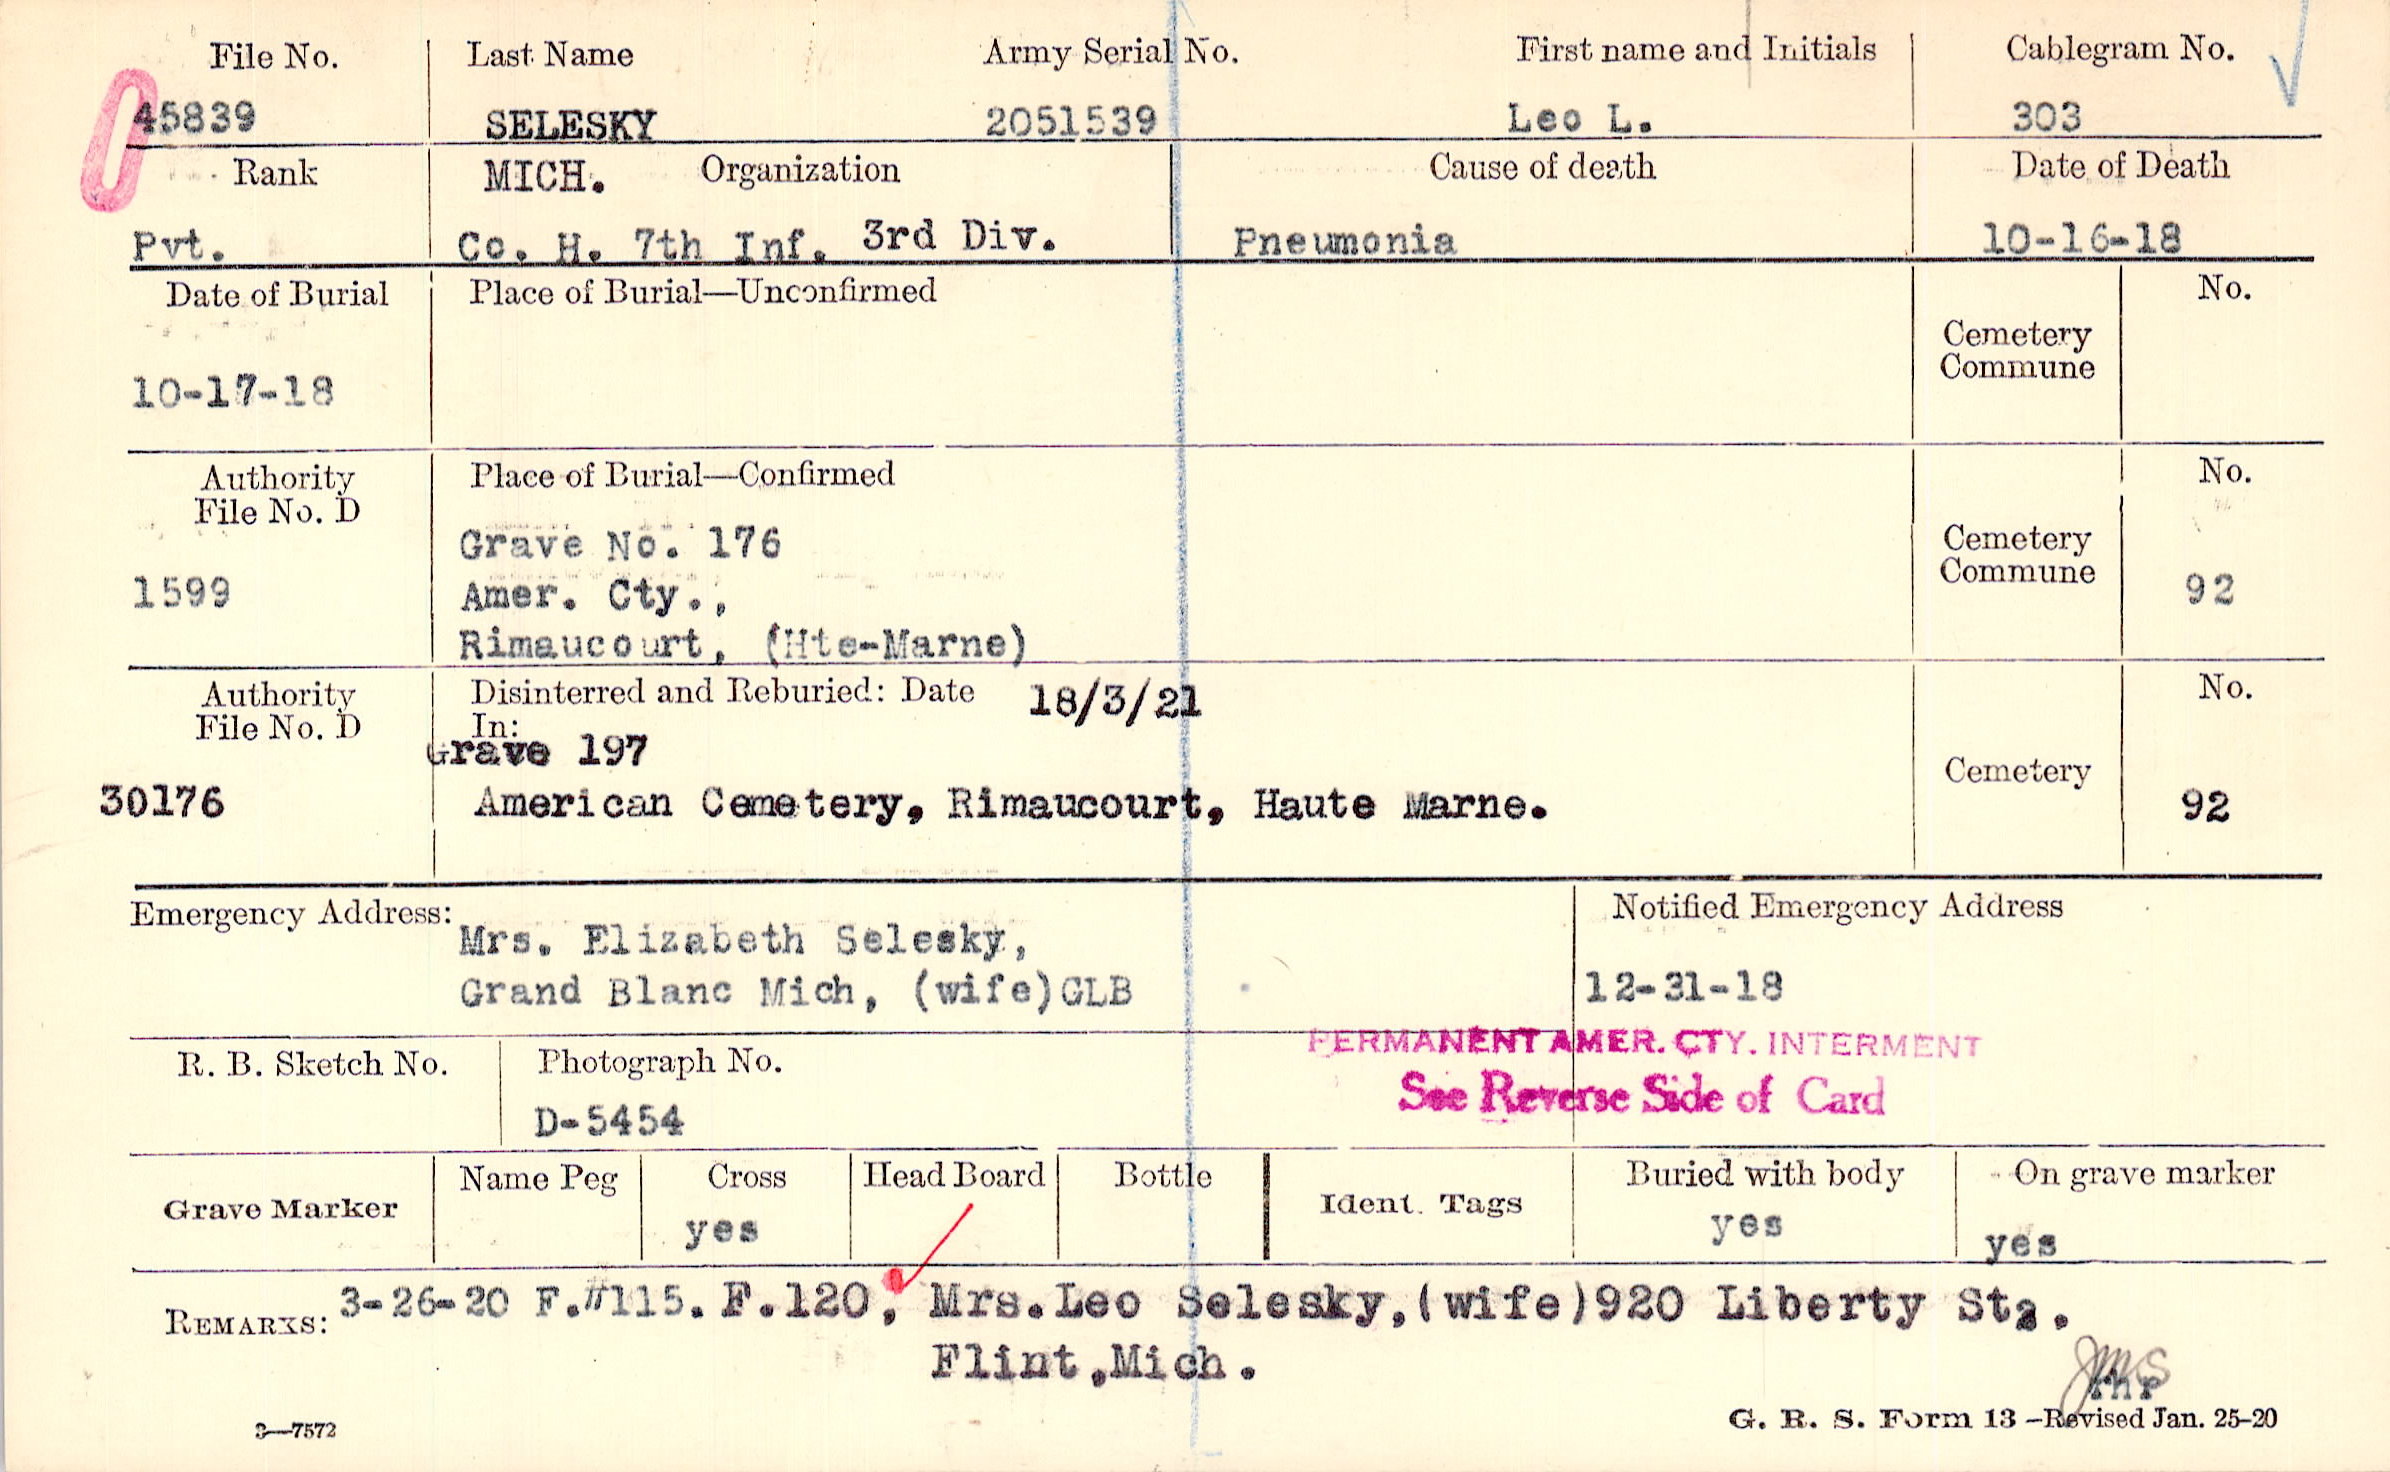 File No. Last Name Army Serial No. First name and Initials Cablegram No.
45839 SELESKY 2051539 Leo L. 303
Rank MICH. Organization Cause of death Date of Death
Pvt. Co. H. 7th Inf. 3rd Div. Pneumonia 10-16-18
Date of Burial Place of Burial—Unconfirmed No.
Cemetery
Commune
10-17-18
Authority Place of Burial—Confirmed No.
File No. D
Grave No. 176 Cemetery
1599 Amer. Cty., Commune 92
Rimaucourt, (Hte-Marne)
Authority Disinterred and Reburied: Date 18/3/21 No.
File No. D In:
Grave 197
Cemetery
30176 American Cemetery, Rimaucourt, Haute Marne. 92
Emergency Address: Notified Emergency Address
Mrs. Elizabeth Selesky,
Grand Blanc Mich, (wife)GLB 12-31-18
PERMANENT AMER. CTY. INTERMENT
R. B. Sketch No. Photograph No.
See Reverse Side of Card
D-5454
Grave Marker Name Peg Cross Head Board Bottle Ident. Tags Buried with body On grave marker
yes yes yes
REMARKS: 3-26-20 F.#115. F.120, Mrs.Leo Selesky,(wife)920 Liberty St.
Flint,Mich.
3—7572 G. R. S. Form 13 –Revised Jan. 25-20